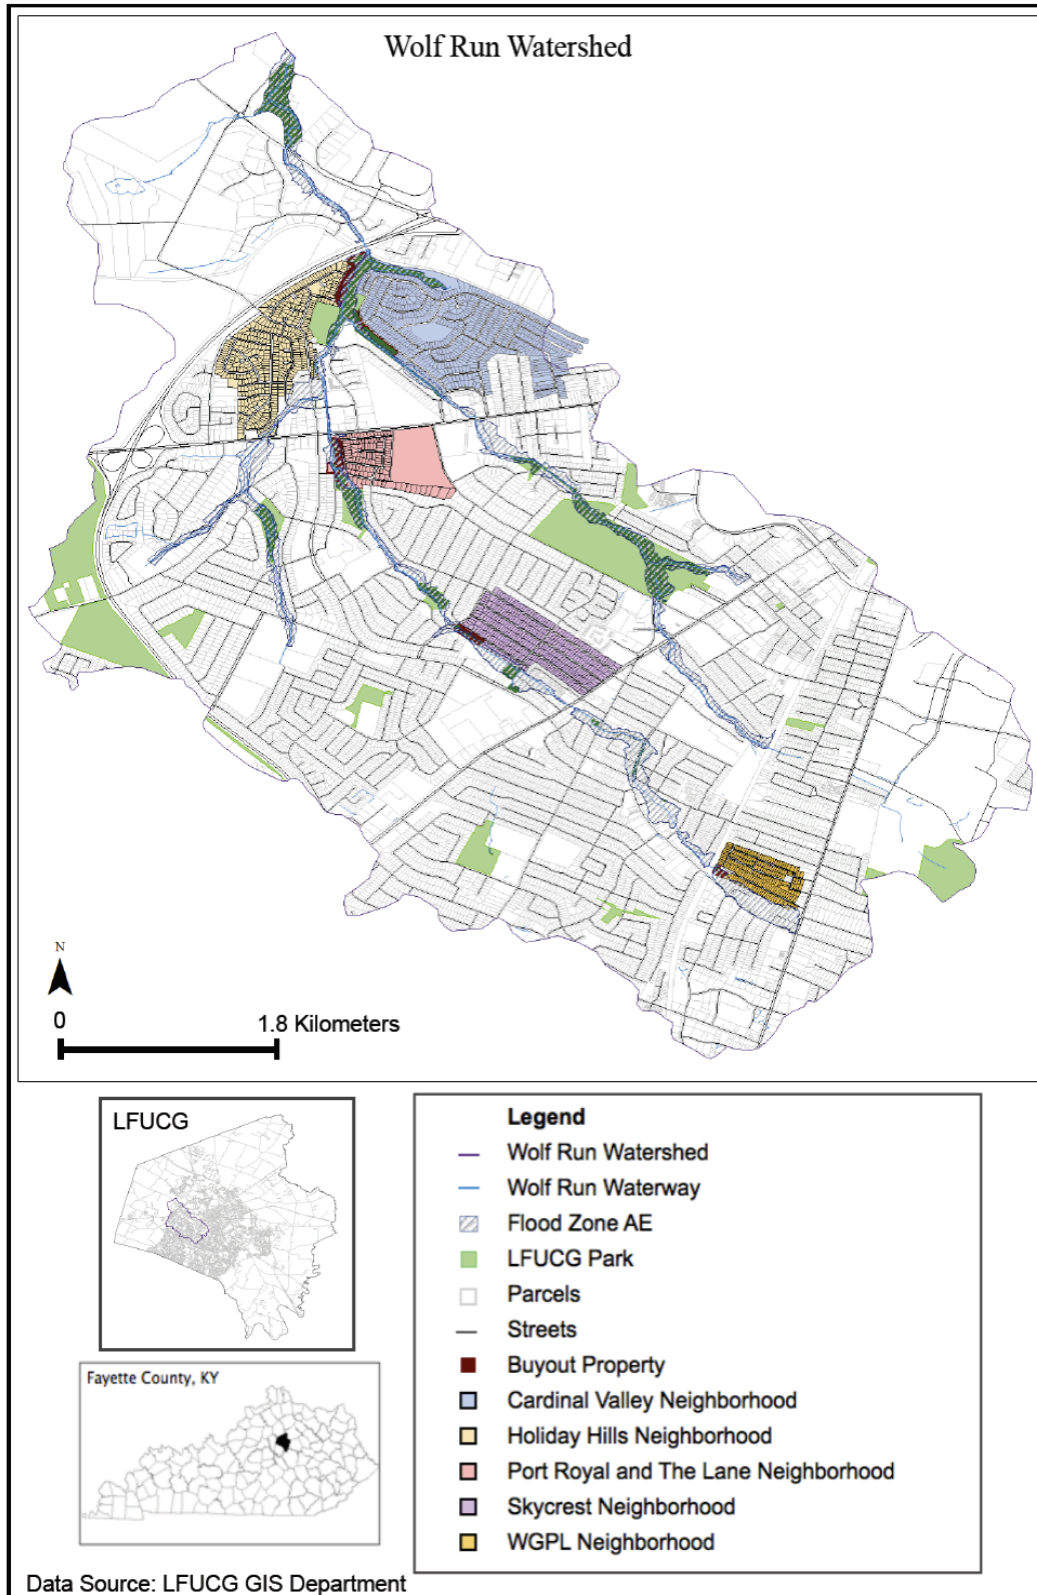 Wolf Run Watershed
N
0
1.8 Kilometers
LFUCG
Fayette County, KY
Legend
Wolf Run Watershed
Wolf Run Waterway
Flood Zone AE
LFUCG Park
Parcels
Streets
Buyout Property
Cardinal Valley Neighborhood
Holiday Hills Neighborhood
Port Royal and The Lane Neighborhood
Skycrest Neighborhood
WGPL Neighborhood
Data Source: LFUCG GIS Department